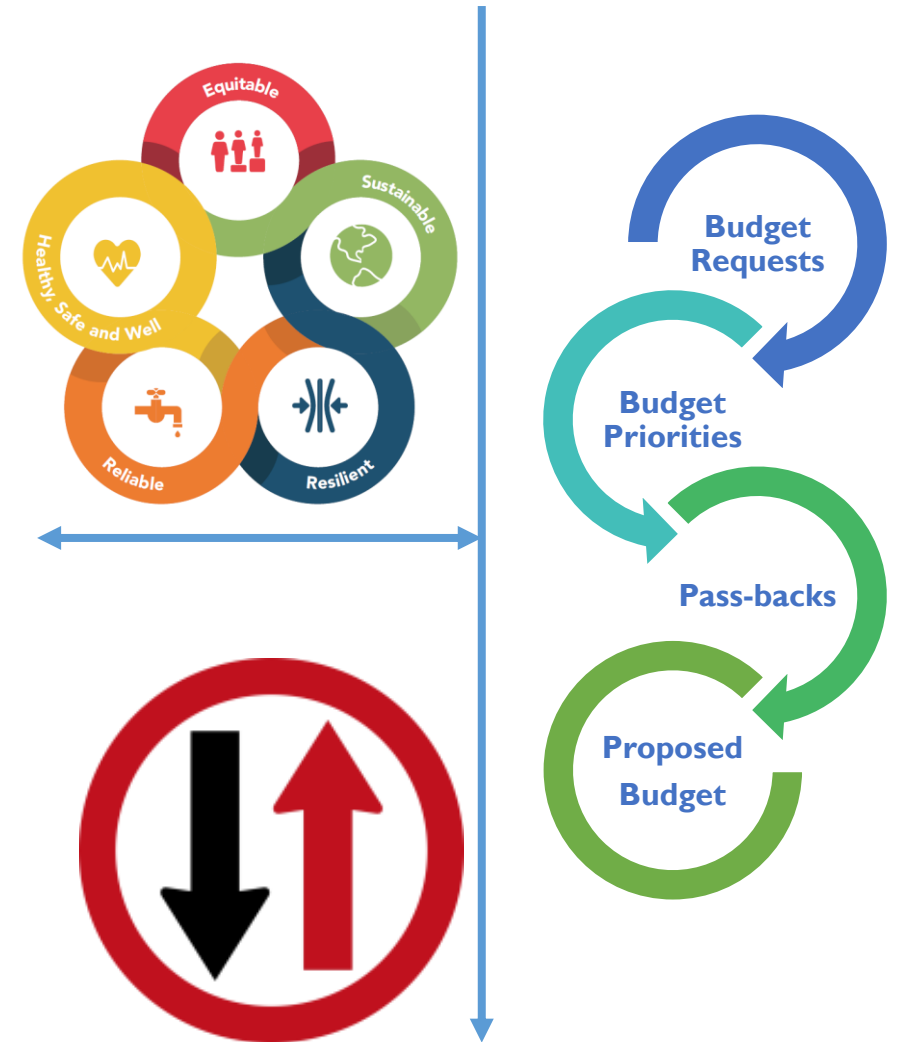 Equitable
Sustainable
Healthy, Safe and Well
Reliable
Resilient
Budget
Requests
Budget
Priorities
Pass-backs
Proposed
Budget